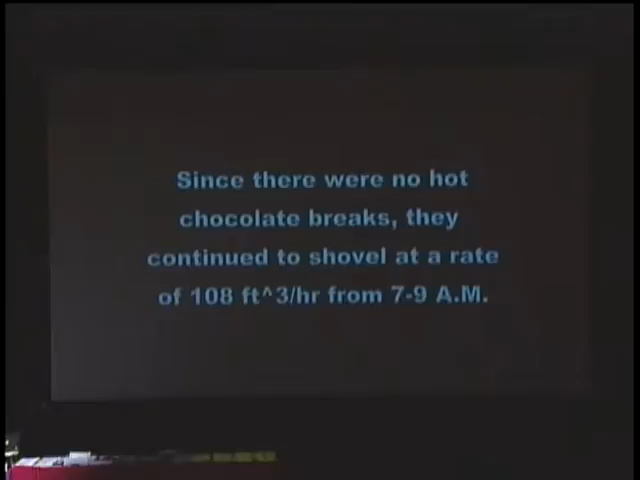 Since there were no hot
chocolate breaks, they
continued to shovel at a rate
of 108 ft^3/hr from 7-9 A.M.